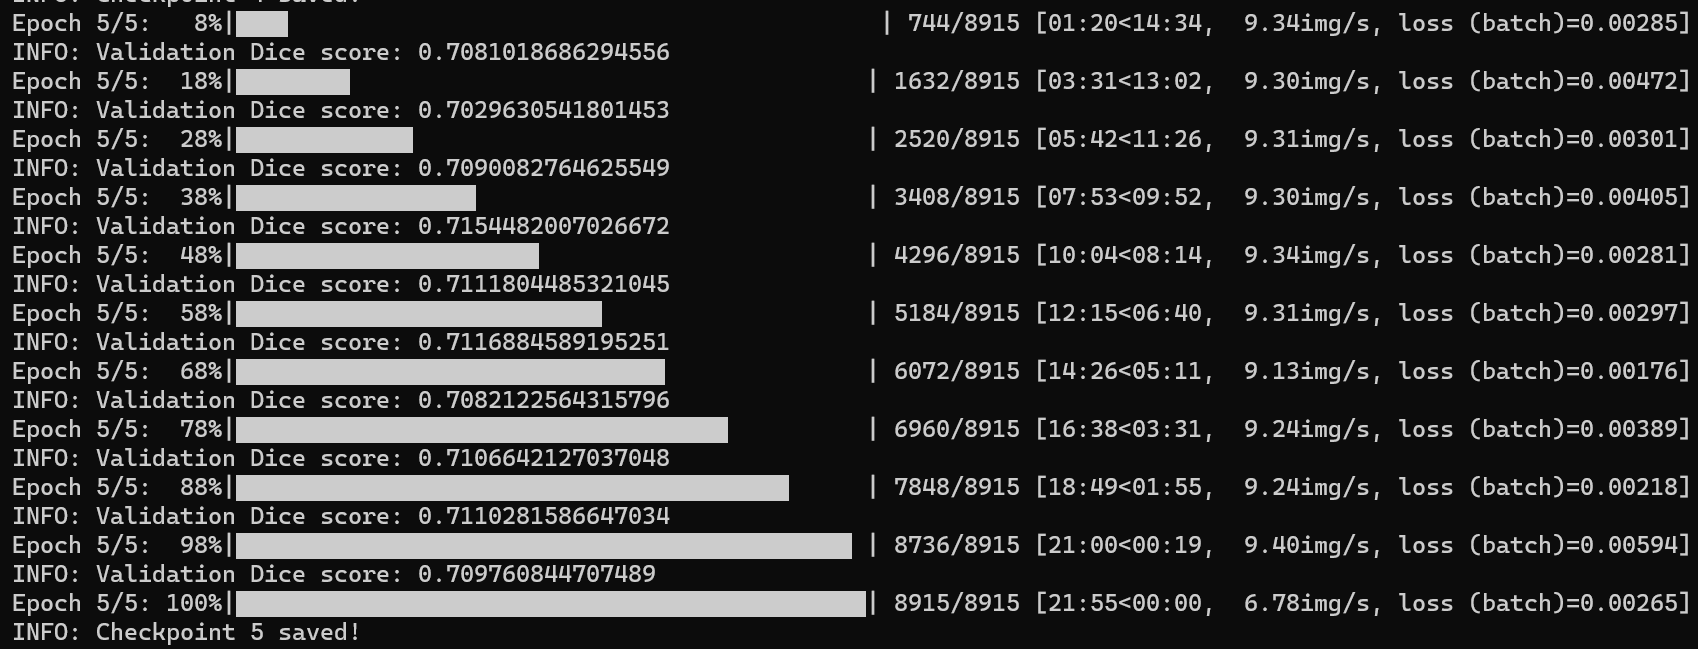 INFO: Checkpoint 4 saved!
Epoch 5/5:   8%| | 744/8915 [01:20<14:34,  9.34img/s, loss (batch)=0.00285]
INFO: Validation Dice score: 0.7081018686294556
Epoch 5/5:  18%| | 1632/8915 [03:31<13:02,  9.30img/s, loss (batch)=0.00472]
INFO: Validation Dice score: 0.7029630541801453
Epoch 5/5:  28%| | 2520/8915 [05:42<11:26,  9.31img/s, loss (batch)=0.00301]
INFO: Validation Dice score: 0.7090082764625549
Epoch 5/5:  38%| | 3408/8915 [07:53<09:52,  9.30img/s, loss (batch)=0.00405]
INFO: Validation Dice score: 0.7154482007026672
Epoch 5/5:  48%| | 4296/8915 [10:04<08:14,  9.34img/s, loss (batch)=0.00281]
INFO: Validation Dice score: 0.7111804485321045
Epoch 5/5:  58%| | 5184/8915 [12:15<06:40,  9.31img/s, loss (batch)=0.00297]
INFO: Validation Dice score: 0.7116884589195251
Epoch 5/5:  68%| | 6072/8915 [14:26<05:11,  9.13img/s, loss (batch)=0.00176]
INFO: Validation Dice score: 0.7082122564315796
Epoch 5/5:  78%| | 6960/8915 [16:38<03:31,  9.24img/s, loss (batch)=0.00389]
INFO: Validation Dice score: 0.7106642127037048
Epoch 5/5:  88%| | 7848/8915 [18:49<01:55,  9.24img/s, loss (batch)=0.00218]
INFO: Validation Dice score: 0.7110281586647034
Epoch 5/5:  98%| | 8736/8915 [21:00<00:19,  9.40img/s, loss (batch)=0.00594]
INFO: Validation Dice score: 0.709760844707489
Epoch 5/5: 100%| | 8915/8915 [21:55<00:00,  6.78img/s, loss (batch)=0.00265]
INFO: Checkpoint 5 saved!